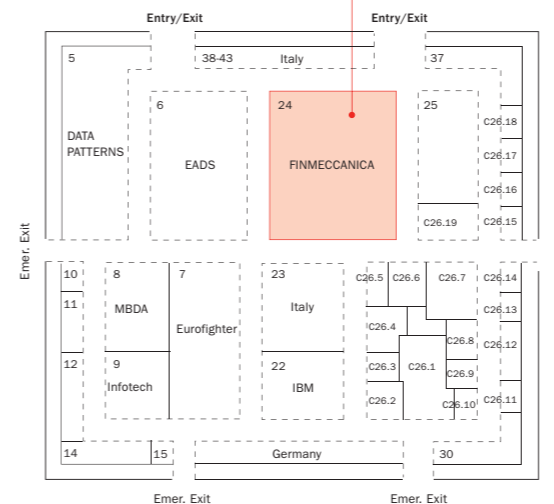 Entry/Exit
Entry/Exit
5
38-43
Italy
37
6
24
25
C26.18
DATA
PATTERNS
C26.17
EADS
FINMECCANICA
C26.16
C26.19
C26.15
Emer. Exit
10
8
7
23
C26.5
C26.6
C26.7
C26.14
11
MBDA
Italy
C26.13
Eurofighter
C26.4
C26.8
C26.12
12
9
22
C26.3
C26.1
C26.9
Infotech
IBM
C26.2
C26.10
C26.11
14
15
Germany
30
Emer. Exit
Emer. Exit